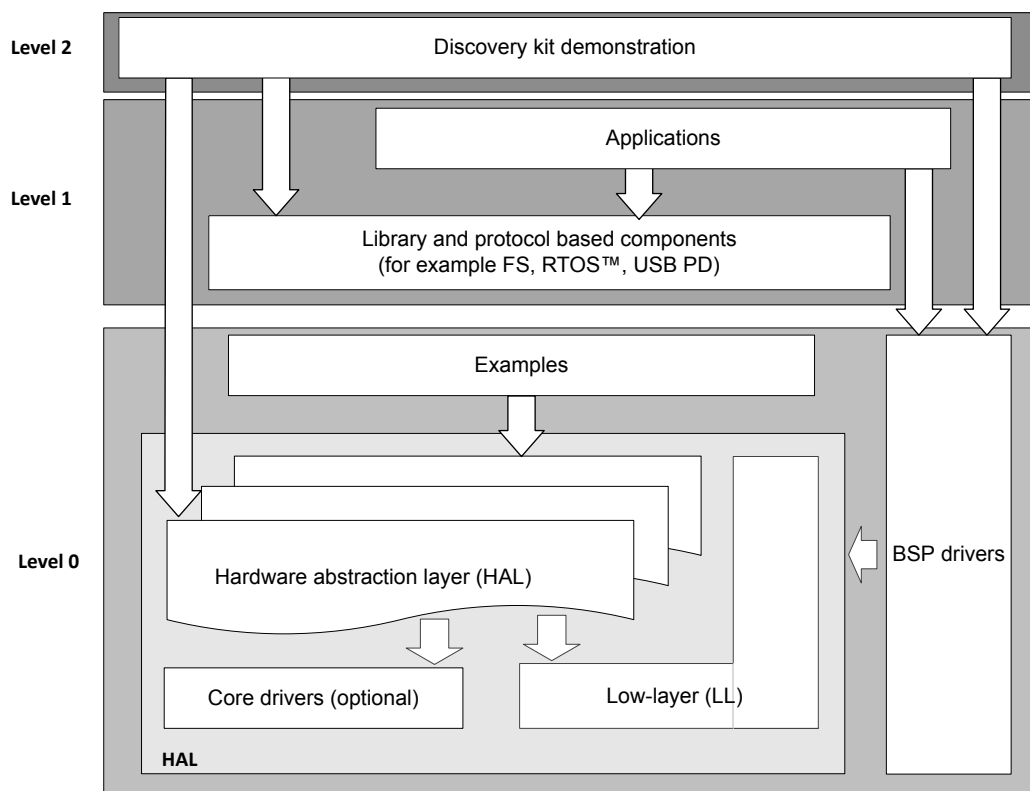 Level 2
Discovery kit demonstration
Applications
Level 1
Library and protocol based components
(for example FS, RTOS™, USB PD)
Examples
Level 0
Hardware abstraction layer (HAL)
BSP drivers
Core drivers (optional)
Low-layer (LL)
HAL